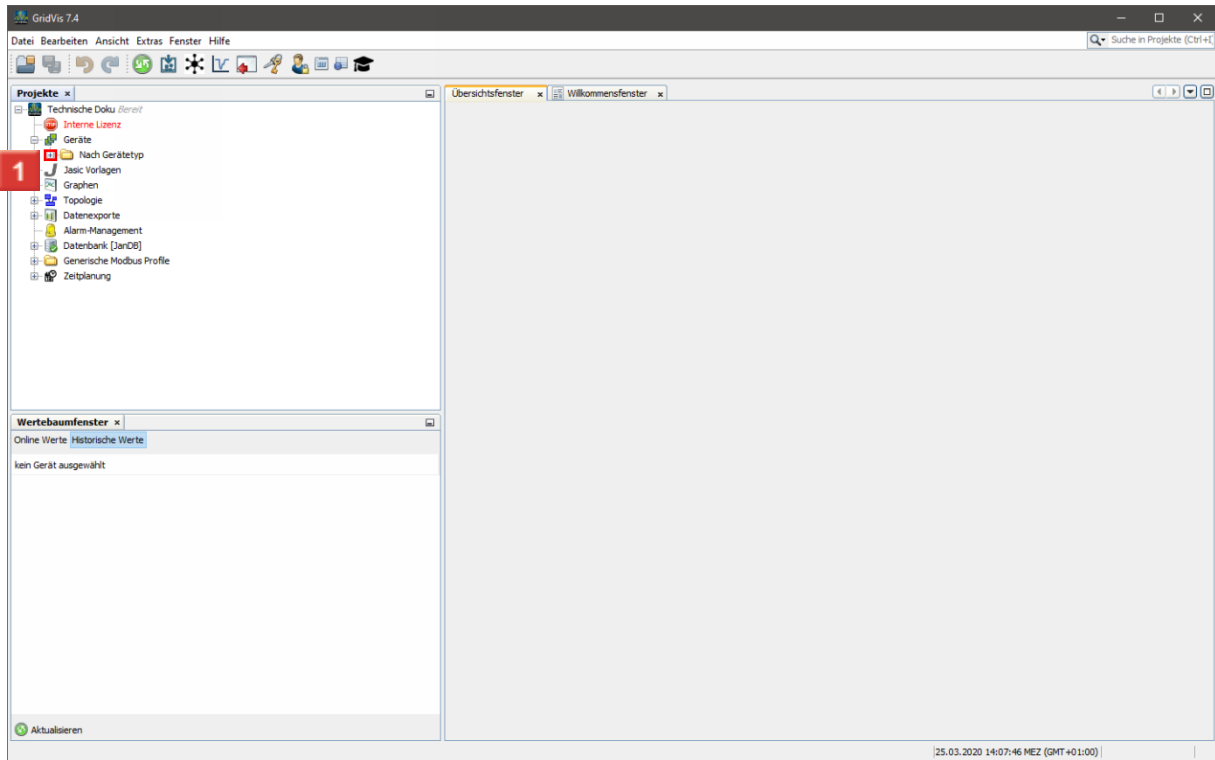 GridVis 7.4
Datei Bearbeiten Ansicht Extras Fenster Hilfe
Suche in Projekte (Ctrl+I
Projekte
Technische Doku Bereit
Interne Lizenz
Geräte
Nach Gerätetyp
1
Jasic Vorlagen
Graphen
Topologie
Datenexporte
Alarm-Management
Datenbank [JanDB]
Generische Modbus Profile
Zeitplanung
Übersichtsfenster Willkommensfenster
Wertebaumfenster
Online Werte Historische Werte
kein Gerät ausgewählt
Aktualisieren
25.03.2020 14:07:46 MEZ (GMT+01:00)